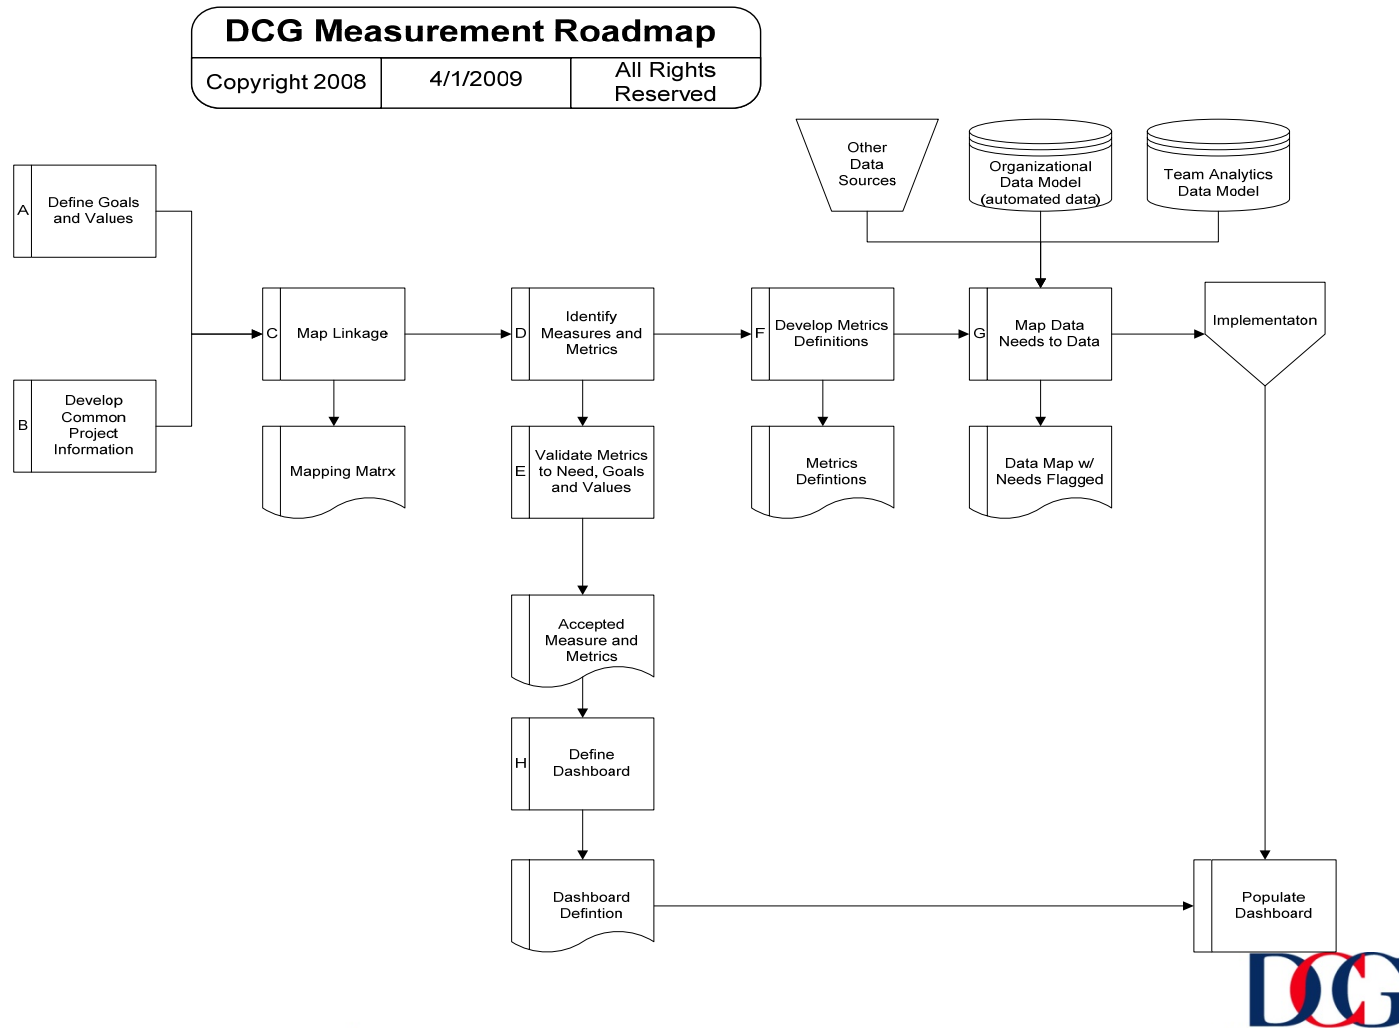 DCG Measurement Roadmap
Copyright 2008
4/1/2009
All Rights
Reserved
Other
Data
Sources
Organizational
Data Model
(automated data)
Team Analytics
Data Model
A
Define Goals
and Values
B
Develop
Common
Project
Information
C
Map Linkage
D
Identify
Measures and
Metrics
F
Develop Metrics
Definitions
G
Map Data
Needs to Data
Implementaton
Mapping Matrx
E
Validate Metrics
to Need, Goals
and Values
Metrics
Defintions
Data Map w/
Needs Flagged
Accepted
Measure and
Metrics
H
Define
Dashboard
Dashboard
Defintion
Populate
Dashboard
DCG